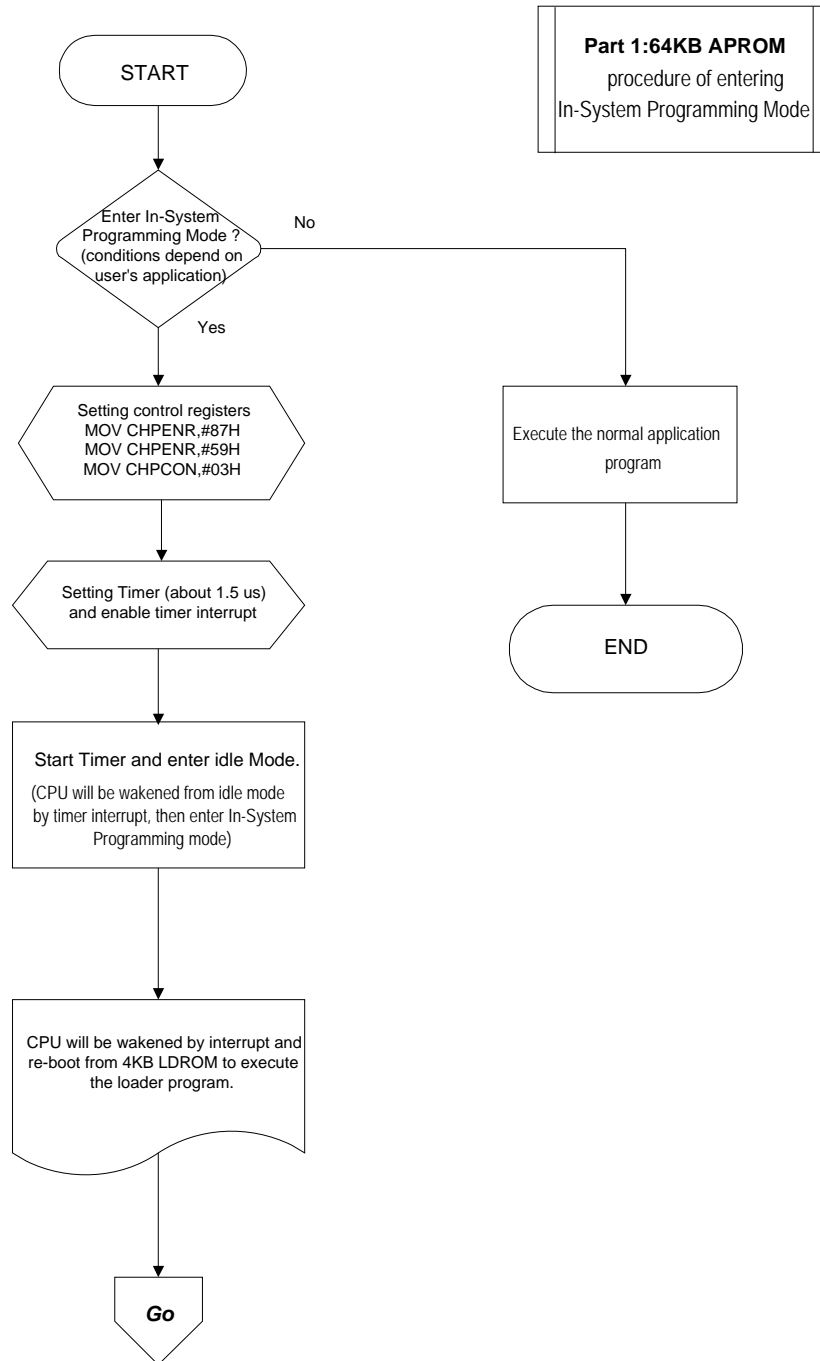 START
Part 1:64KB APROM
procedure of entering
In-System Programming Mode
Enter In-System
Programming Mode ?
(conditions depend on
user's application)
No
Yes
Setting control registers
MOV CHPENR,#87H
MOV CHPENR,#59H
MOV CHPCON,#03H
Execute the normal application
program
Setting Timer (about 1.5 us)
and enable timer interrupt
END
Start Timer and enter idle Mode.
(CPU will be wakened from idle mode
by timer interrupt, then enter In-System
Programming mode)
CPU will be wakened by interrupt and
re-boot from 4KB LDROM to execute
the loader program.
Go